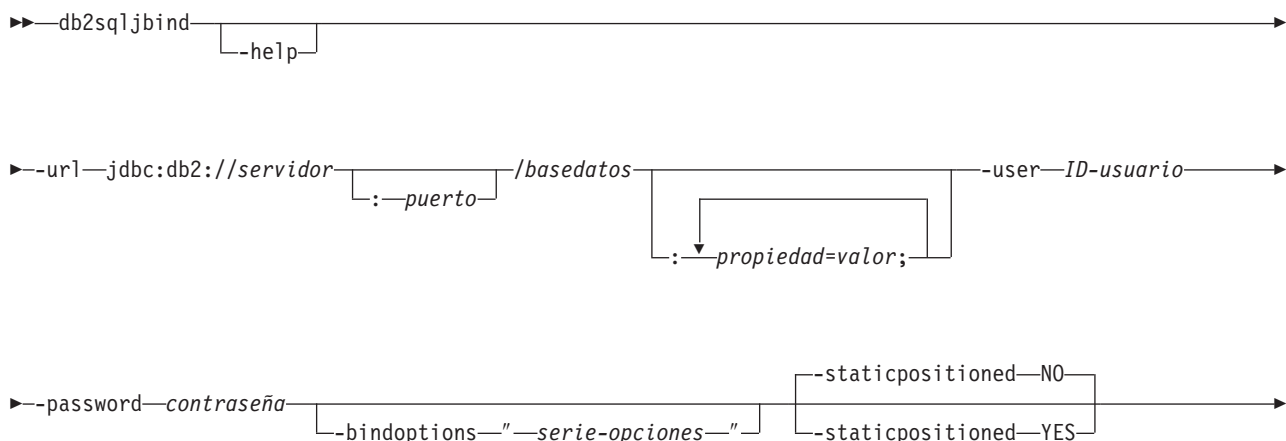 db2sqljbind
-help
-url jdbc:db2://servidor /basedatos -user ID-usuario
: puerto
: propiedad=valor;
-staticpositioned NO
-password contraseña
-bindoptions " serie-opciones " -staticpositioned YES